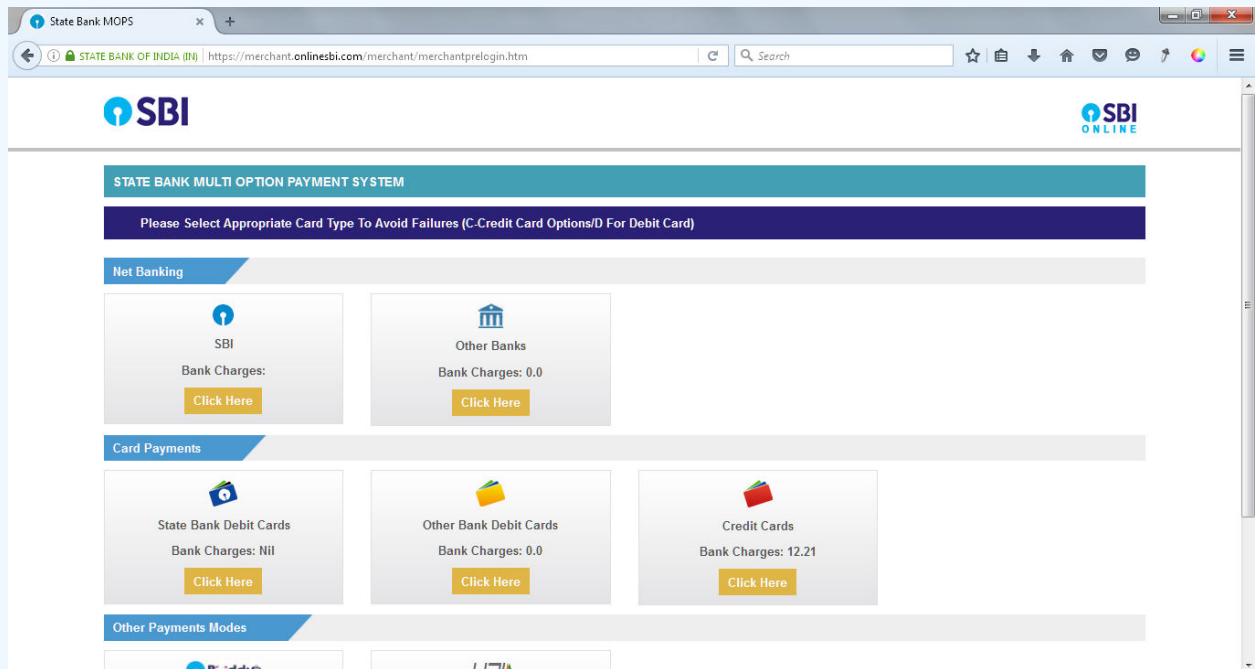 State Bank MOPS
STATE BANK OF INDIA (IN) https://merchant.onlinesbi.com/merchant/merchantprelogin.htm Search
SBI
SBI
ONLINE
STATE BANK MULTI OPTION PAYMENT SYSTEM
Please Select Appropriate Card Type To Avoid Failures (C-Credit Card Options/D For Debit Card)
Net Banking
SBI
Bank Charges:
Click Here
Other Banks
Bank Charges: 0.0
Click Here
Card Payments
State Bank Debit Cards
Bank Charges: Nil
Click Here
Other Bank Debit Cards
Bank Charges: 0.0
Click Here
Credit Cards
Bank Charges: 12.21
Click Here
Other Payments Modes